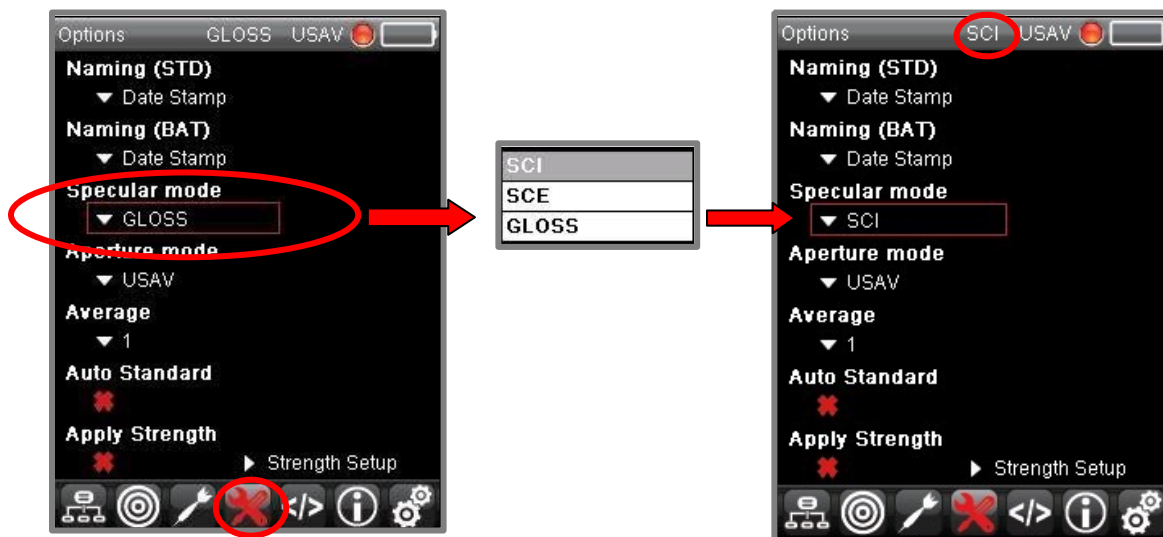 Options GLOSS USAV
Naming (STD)
Date Stamp
Naming (BAT)
Date Stamp
Specular mode
GLOSS
Aperture mode
USAV
Average
1
Auto Standard
Apply Strength
Strength Setup
</>
SCI
SCE
GLOSS
Options SCI USAV
Naming (STD)
Date Stamp
Naming (BAT)
Date Stamp
Specular mode
SCI
Aperture mode
USAV
Average
1
Auto Standard
Apply Strength
Strength Setup
</>